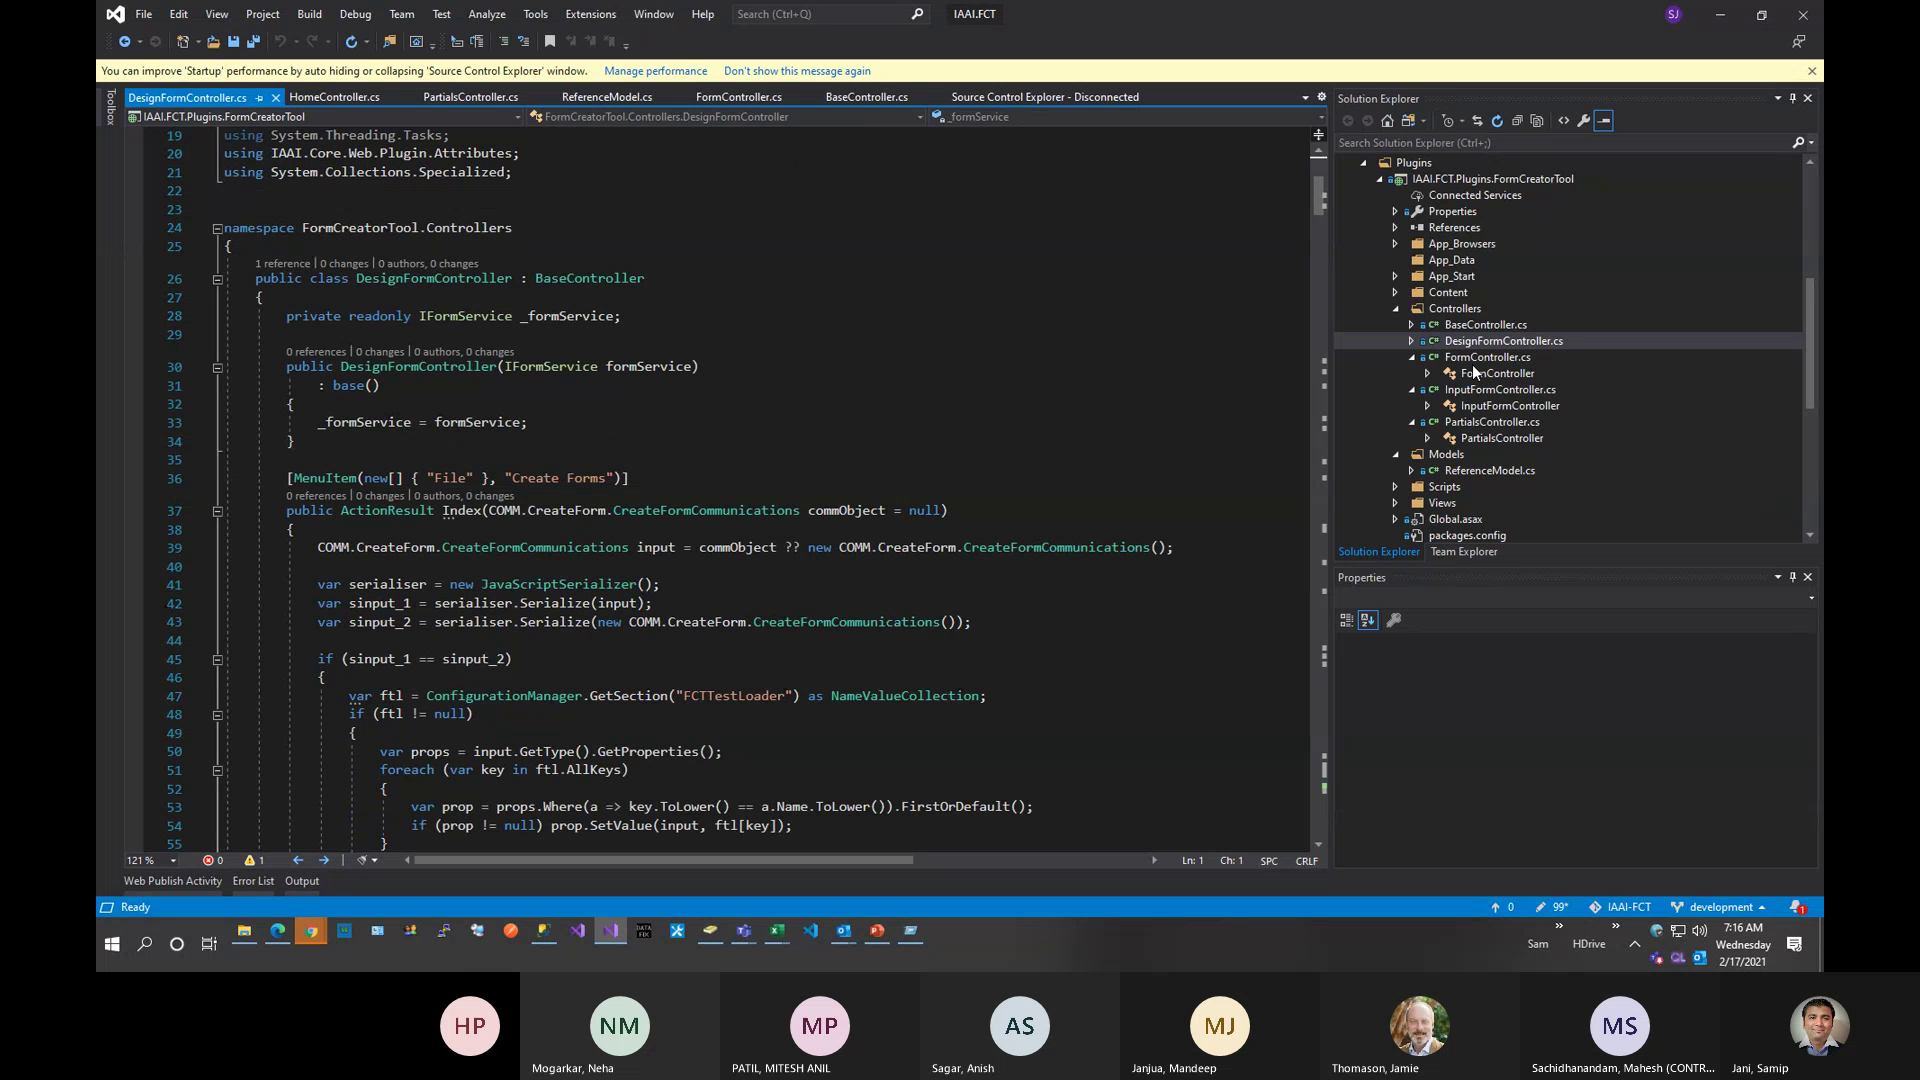 File Edit View Project Build Debug Team Test Analyze Tools Extensions Window Help Search (Ctrl+Q) IAAI.FCT SJ
You can improve 'Startup' performance by auto hiding or collapsing 'Source Control Explorer' window. Manage performance Don't show this message again
Toolbox
DesignFormController.cs HomeController.cs PartialsController.cs ReferenceModel.cs FormController.cs BaseController.cs Source Control Explorer - Disconnected
IAAI.FCT.Plugins.FormCreatorTool FormCreatorTool.Controllers.DesignFormController _formService
19 using System.Threading.Tasks;
20 using IAAI.Core.Web.Plugin.Attributes;
21 using System.Collections.Specialized;
22
23
24 namespace FormCreatorTool.Controllers
25 {
1 reference | 0 changes | 0 authors, 0 changes
26 public class DesignFormController : BaseController
27 {
28 private readonly IFormService _formService;
29
0 references | 0 changes | 0 authors, 0 changes
30 public DesignFormController(IFormService formService)
31 : base()
32 {
33 _formService = formService;
34 }
35
36 [MenuItem(new[] { "File" }, "Create Forms")]
0 references | 0 changes | 0 authors, 0 changes
37 public ActionResult Index(COMM.CreateForm.CreateFormCommunications commObject = null)
38 {
39 COMM.CreateForm.CreateFormCommunications input = commObject ?? new COMM.CreateForm.CreateFormCommunications();
40
41 var serialiser = new JavaScriptSerializer();
42 var sinput_1 = serialiser.Serialize(input);
43 var sinput_2 = serialiser.Serialize(new COMM.CreateForm.CreateFormCommunications());
44
45 if (sinput_1 == sinput_2)
46 {
47 var ftl = ConfigurationManager.GetSection("FCTTestLoader") as NameValueCollection;
48 if (ftl != null)
49 {
50 var props = input.GetType().GetProperties();
51 foreach (var key in ftl.AllKeys)
52 {
53 var prop = props.Where(a => key.ToLower() == a.Name.ToLower()).FirstOrDefault();
54 if (prop != null) prop.SetValue(input, ftl[key]);
55 }
121 % 0 1 Ln: 1 Ch: 1 SPC CRLF
Web Publish Activity Error List Output
Solution Explorer
Search Solution Explorer (Ctrl+;)
Plugins
IAAI.FCT.Plugins.FormCreatorTool
Connected Services
Properties
References
App_Browsers
App_Data
App_Start
Content
Controllers
C# BaseController.cs
C# DesignFormController.cs
C# FormController.cs
FormController
C# InputFormController.cs
InputFormController
C# PartialsController.cs
PartialsController
Models
C# ReferenceModel.cs
Scripts
Views
Global.asax
packages.config
Solution Explorer Team Explorer
Properties
Ready 0 99* IAAI-FCT development 1
Sam HDrive
7:16 AM
Wednesday
2/17/2021
HP NM MP AS MJ MS
Mogarkar, Neha PATIL, MITESH ANIL Sagar, Anish Janjua, Mandeep Thomason, Jamie Sachidhanandam, Mahesh (CONTR... Jani, Samip